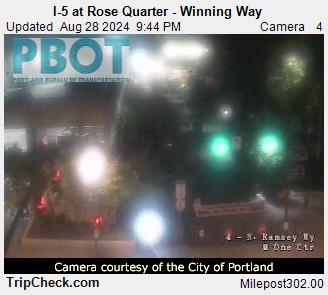 I-5 at Rose Quarter - Winning Way
Updated Aug 28 2024 9:44 PM Camera 4
PBOT
PORTLAND BUREAU OF TRANSPORTATION
4 - N. Ramsey Wy
@ One Ctr
Camera courtesy of the City of Portland
TripCheck.com Milepost302.00